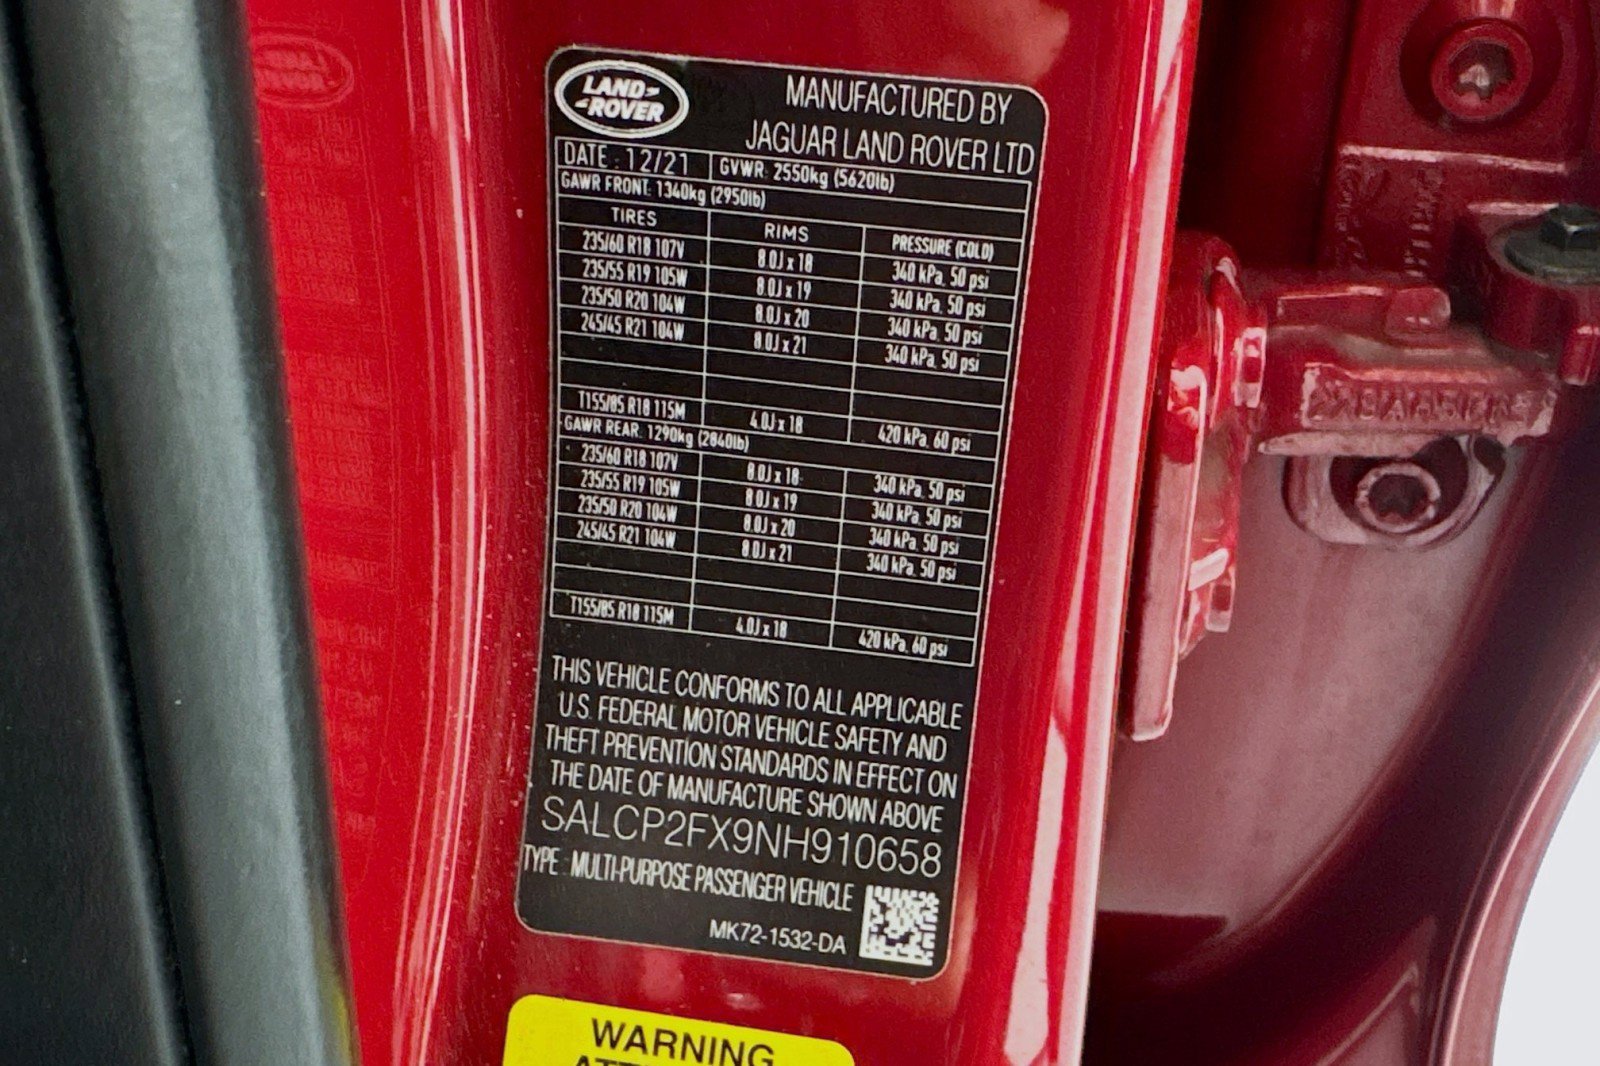 LAND
ROVER
MANUFACTURED BY
JAGUAR LAND ROVER LTD
DATE : 12/21 GVWR: 2550kg (5620lb)
GAWR FRONT: 1340kg (2950lb)
TIRES RIMS PRESSURE (COLD)
235/60 R18 107V 8.0J x 18 340 kPa, 50 psi
235/55 R19 105W 8.0J x 19 340 kPa, 50 psi
235/50 R20 104W 8.0J x 20 340 kPa, 50 psi
245/45 R21 104W 8.0J x 21 340 kPa, 50 psi
T155/85 R18 115M 4.0J x 18 420 kPa, 60 psi
GAWR REAR: 1290kg (2840lb)
235/60 R18 107V 8.0J x 18 340 kPa, 50 psi
235/55 R19 105W 8.0J x 19 340 kPa, 50 psi
235/50 R20 104W 8.0J x 20 340 kPa, 50 psi
245/45 R21 104W 8.0J x 21 340 kPa, 50 psi
T155/85 R18 115M 4.0J x 18 420 kPa, 60 psi
THIS VEHICLE CONFORMS TO ALL APPLICABLE
U.S. FEDERAL MOTOR VEHICLE SAFETY AND
THEFT PREVENTION STANDARDS IN EFFECT ON
THE DATE OF MANUFACTURE SHOWN ABOVE
SALCP2FX9NH910658
TYPE : MULTI-PURPOSE PASSENGER VEHICLE
MK72-1532-DA
WARNING